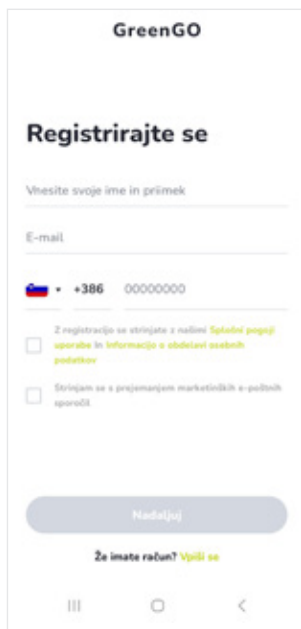 GreenGO
Registrirajte se
Vnesite svoje ime in priimek
E-mail
+386 00000000
Z registracijo se strinjate z našimi Splošni pogoji
uporabe in Informacijo o obdelavi osebnih
podatkov
Strinjam se s prejemanjem marketinških e-poštnih
sporočil
Nadaljuj
Že imate račun? Vpiši se